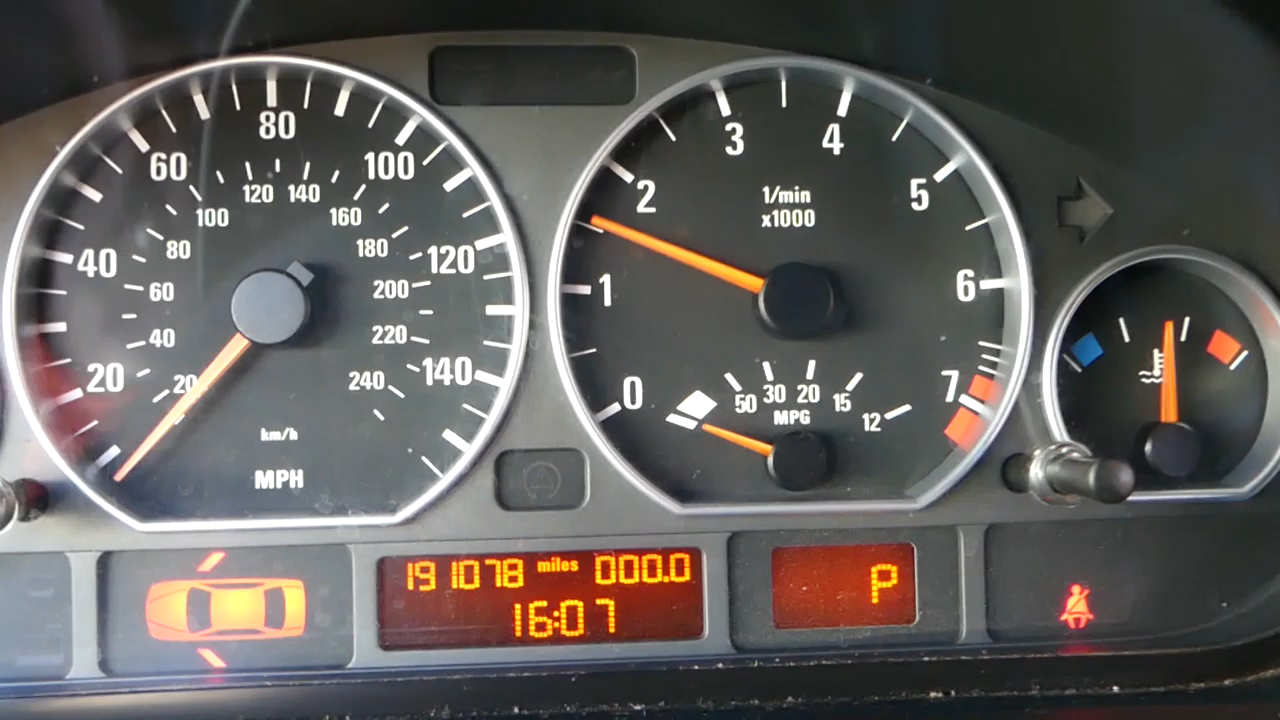 20 40 60 80 100 120 140
20 40 60 80 100 120 140 160 180 200 220 240
km/h
MPH
0 1 2 3 4 5 6 7
1/min
x1000
50 30 20 15 12
MPG
191078 miles 000.0
16:07
P